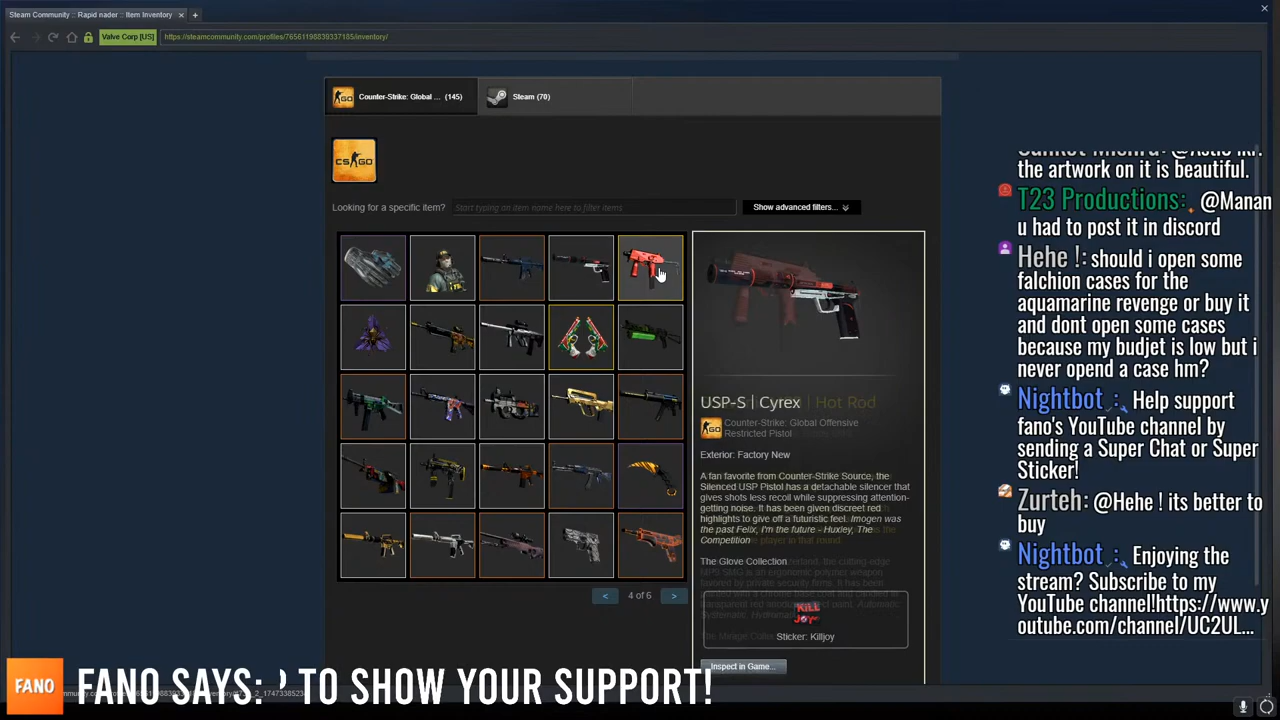 Steam Community :: Rapid nader :: Item Inventory
Valve Corp [US]
https://steamcommunity.com/profiles/76561198839337185/inventory/
Counter-Strike: Global ... (145)
Steam (70)
CS GO
Looking for a specific item?
Start typing an item name here to filter items
Show advanced filters...
USP-S | Cyrex
Hot Rod
Counter-Strike: Global Offensive
Restricted Pistol
Exterior: Factory New
A fan favorite from Counter-Strike Source, the
Silenced USP Pistol has a detachable silencer that
gives shots less recoil while suppressing attention-
getting noise. It has been given discreet red
highlights to give off a futuristic feel. Imogen was
the past Felix, I'm the future - Huxley, The
Competition
The Glove Collection
KILL JOY
Sticker: Killjoy
Inspect in Game...
< 4 of 6 >
the artwork on it is beautiful.
T23 Productions: @Manan
u had to post it in discord
Hehe !: should i open some
falchion cases for the
aquamarine revenge or buy it
and dont open some cases
because my budjet is low but i
never opend a case hm?
Nightbot : Help support
fano's YouTube channel by
sending a Super Chat or Super
Sticker!
Zurteh: @Hehe ! its better to
buy
Nightbot : Enjoying the
stream? Subscribe to my
YouTube channel!https://www.y
outube.com/channel/UC2UL...
FANO
FANO SAYS: TO SHOW YOUR SUPPORT!